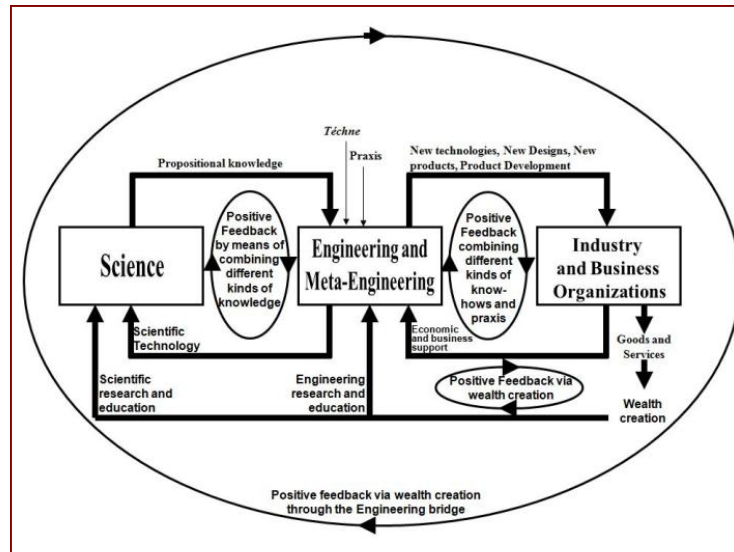 Téchne
Praxis
Propositional knowledge
New technologies, New Designs, New
products, Product Development
Science
Positive
Feedback
by means of
combining
different
kinds of
knowledge
Engineering and
Meta-Engineering
Positive
Feedback
combining
different
kinds of
know-
hows and
praxis
Industry
and Business
Organizations
Scientific
Technology
Economic
and business
support
Goods and
Services
Scientific
research and
education
Engineering
research and
education
Positive Feedback via
wealth creation
Wealth
creation
Positive feedback via wealth creation
through the Engineering bridge